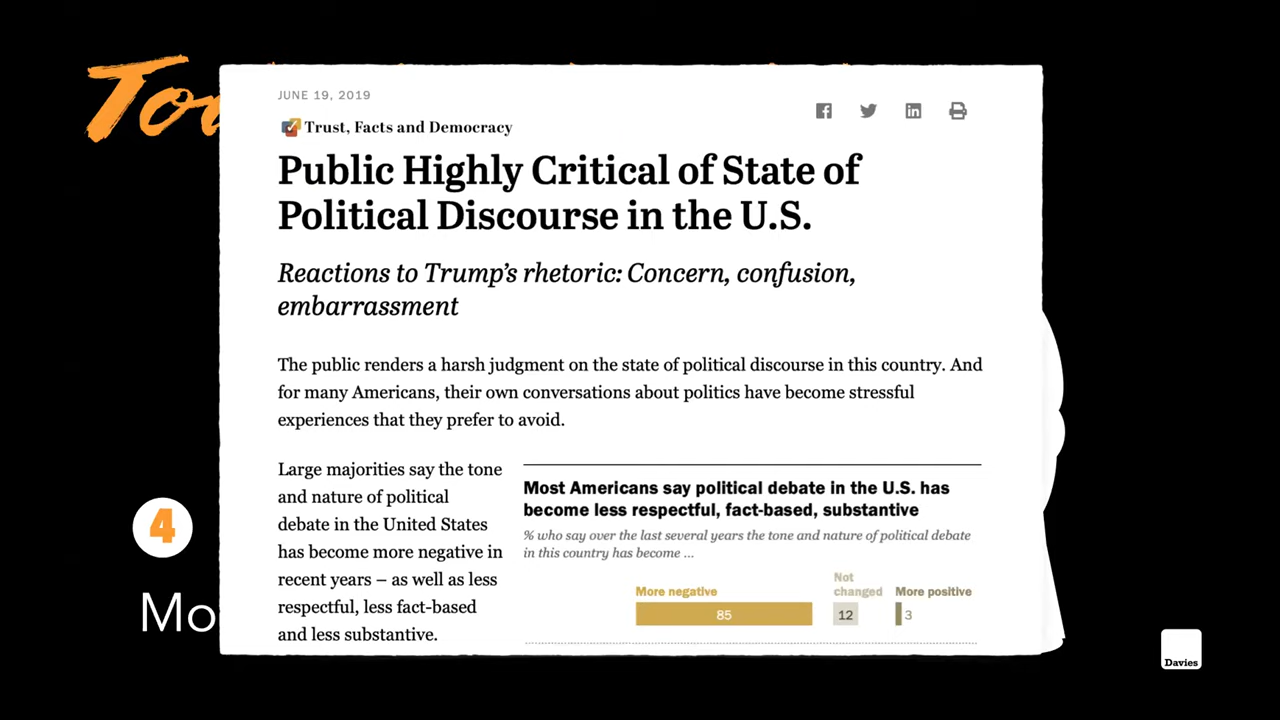 JUNE 19, 2019
Trust, Facts and Democracy
Public Highly Critical of State of
Political Discourse in the U.S.
Reactions to Trump's rhetoric: Concern, confusion,
embarrassment
The public renders a harsh judgment on the state of political discourse in this country. And
for many Americans, their own conversations about politics have become stressful
experiences that they prefer to avoid.
Large majorities say the tone
and nature of political
debate in the United States
has become more negative in
recent years – as well as less
respectful, less fact-based
and less substantive.
Most Americans say political debate in the U.S. has
become less respectful, fact-based, substantive
% who say over the last several years the tone and nature of political debate
in this country has become ...
More negative
Not
changed
More positive
85
12
3
4
Davies